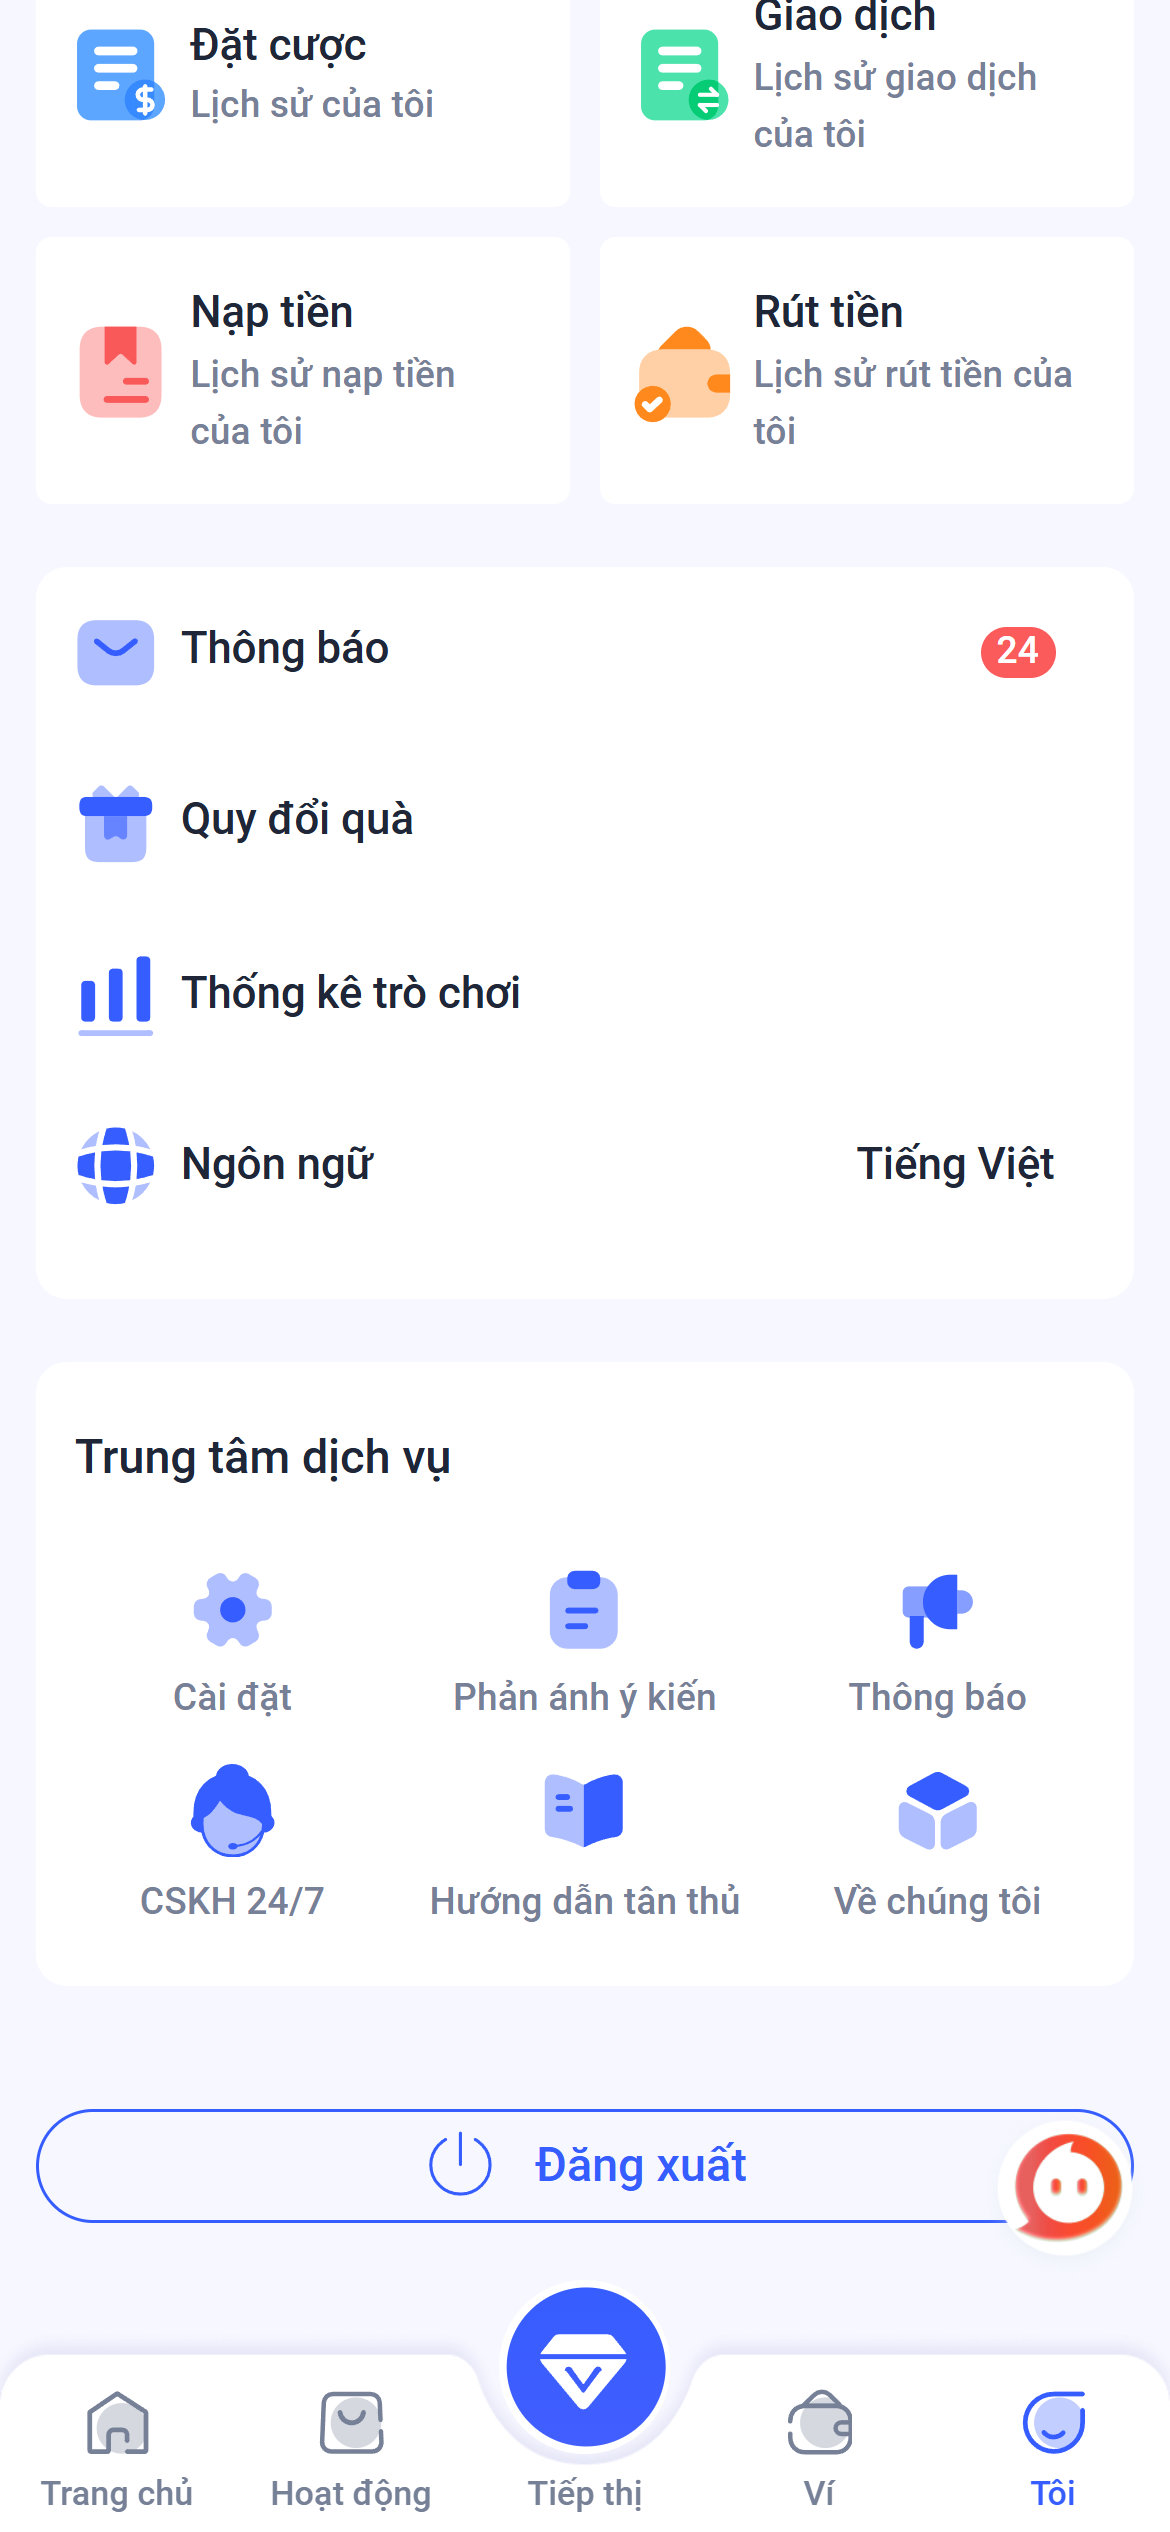 Đặt cược
Lịch sử của tôi
Giao dịch
Lịch sử giao dịch
của tôi
Nạp tiền
Lịch sử nạp tiền
của tôi
Rút tiền
Lịch sử rút tiền của
tôi
Thông báo
24
Quy đổi quà
Thống kê trò chơi
Ngôn ngữ
Tiếng Việt
Trung tâm dịch vụ
Cài đặt
Phản ánh ý kiến
Thông báo
CSKH 24/7
Hướng dẫn tân thủ
Về chúng tôi
Đăng xuất
Trang chủ
Hoạt động
Tiếp thị
Ví
Tôi